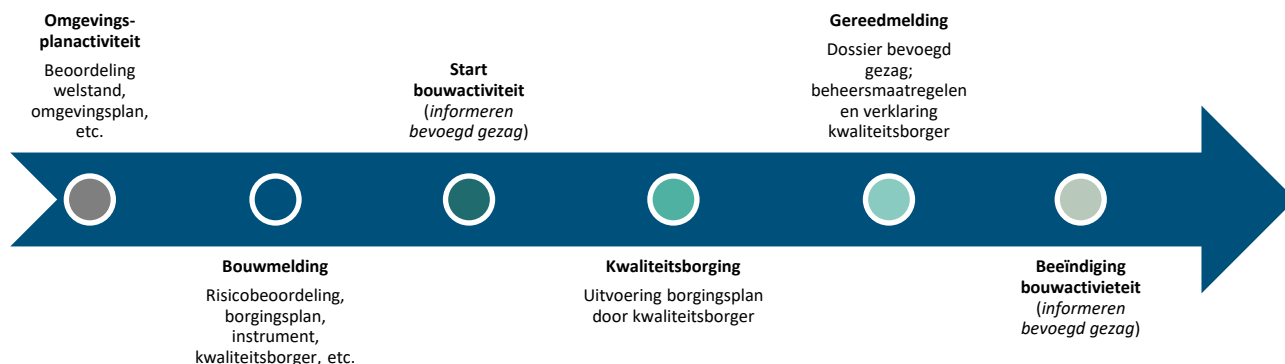 Omgevings-
planactiviteit
Beoordeling
welstand,
omgevingsplan,
etc.
Bouwmelding
Risicobeoordeling,
borgingsplan,
instrument,
kwaliteitsborger, etc.
Start
bouwactiviteit
(informeren
bevoegd gezag)
Kwaliteitsborging
Uitvoering borgingsplan
door kwaliteitsborger
Gereedmelding
Dossier bevoegd
gezag;
beheersmaatregelen
en verklaring
kwaliteitsborger
Beeïndiging
bouwactivieteit
(informeren
bevoegd gezag)